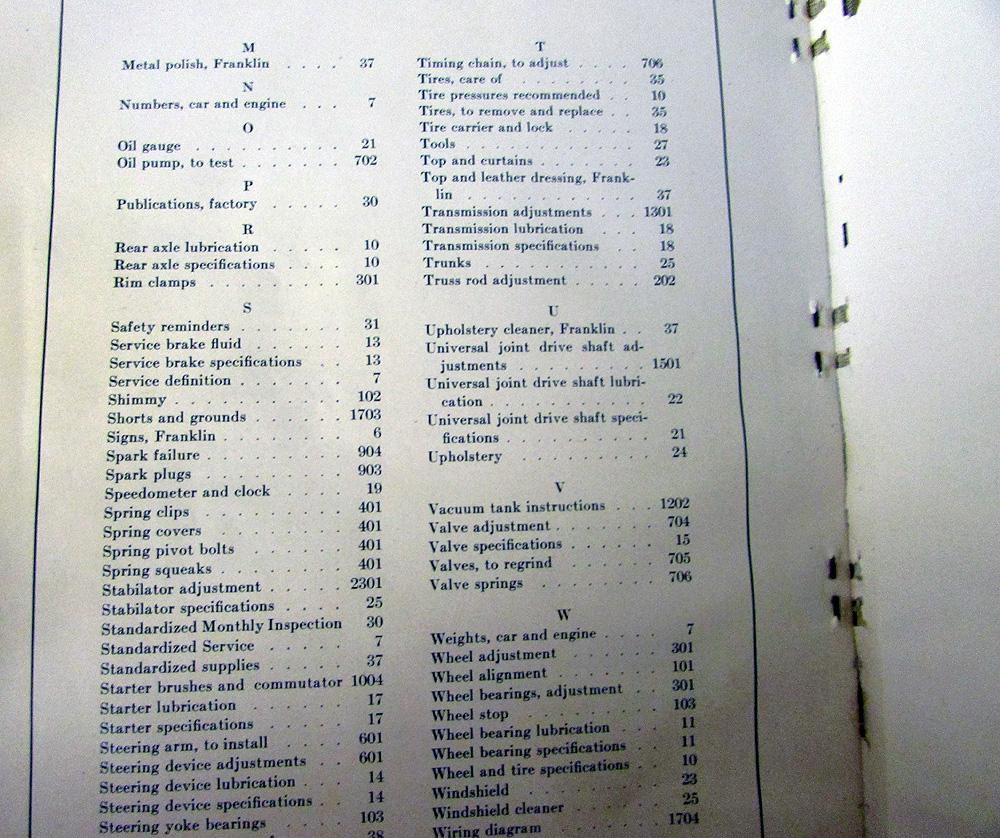 M
Metal polish, Franklin . . . . 37
N
Numbers, car and engine . . . 7
O
Oil gauge . . . . . . . . . . 21
Oil pump, to test . . . . . . . 702
P
Publications, factory . . . . . 30
R
Rear axle lubrication . . . . . 10
Rear axle specifications . . . . 10
Rim clamps . . . . . . . . . 301
S
Safety reminders . . . . . . . 31
Service brake fluid . . . . . . 13
Service brake specifications . . . 13
Service definition . . . . . . . 7
Shimmy . . . . . . . . . . . 102
Shorts and grounds . . . . . . 1703
Signs, Franklin . . . . . . . . 6
Spark failure . . . . . . . . . 904
Spark plugs . . . . . . . . . 903
Speedometer and clock . . . . 19
Spring clips . . . . . . . . . 401
Spring covers . . . . . . . . 401
Spring pivot bolts . . . . . . 401
Spring squeaks . . . . . . . . 401
Stabilator adjustment . . . . . 2301
Stabilator specifications . . . . . 25
Standardized Monthly Inspection 30
Standardized Service . . . . . . 7
Standardized supplies . . . . . 37
Starter brushes and commutator 1004
Starter lubrication . . . . . . 17
Starter specifications . . . . . 17
Steering arm, to install . . . . 601
Steering device adjustments . . 601
Steering device lubrication . . . 14
Steering device specifications . . 14
Steering yoke bearings . . . . . 103
38
T
Timing chain, to adjust . . . . 706
Tires, care of . . . . . . . . 35
Tire pressures recommended . . 10
Tires, to remove and replace . . 35
Tire carrier and lock . . . . . 18
Tools . . . . . . . . . . . . 27
Top and curtains . . . . . . . 23
Top and leather dressing, Frank-
lin . . . . . . . . . . . 37
Transmission adjustments . . . 1301
Transmission lubrication . . . 18
Transmission specifications . . 18
Trunks . . . . . . . . . . . 25
Truss rod adjustment . . . . . 202
U
Upholstery cleaner, Franklin . . 37
Universal joint drive shaft ad-
justments . . . . . . . . . 1501
Universal joint drive shaft lubri-
cation . . . . . . . . . . . 22
Universal joint drive shaft speci-
fications . . . . . . . . . 21
Upholstery . . . . . . . . . 24
V
Vacuum tank instructions . . . 1202
Valve adjustment . . . . . . . 704
Valve specifications . . . . . . 15
Valves, to regrind . . . . . . 705
Valve springs . . . . . . . . 706
W
Weights, car and engine . . . . 7
Wheel adjustment . . . . . . 301
Wheel alignment . . . . . . . 101
Wheel bearings, adjustment . . 301
Wheel stop . . . . . . . . . 103
Wheel bearing lubrication . . . 11
Wheel bearing specifications . . 11
Wheel and tire specifications . . 10
Windshield . . . . . . . . . 23
Windshield cleaner . . . . . . 25
Wiring diagram . . . . . . . 1704